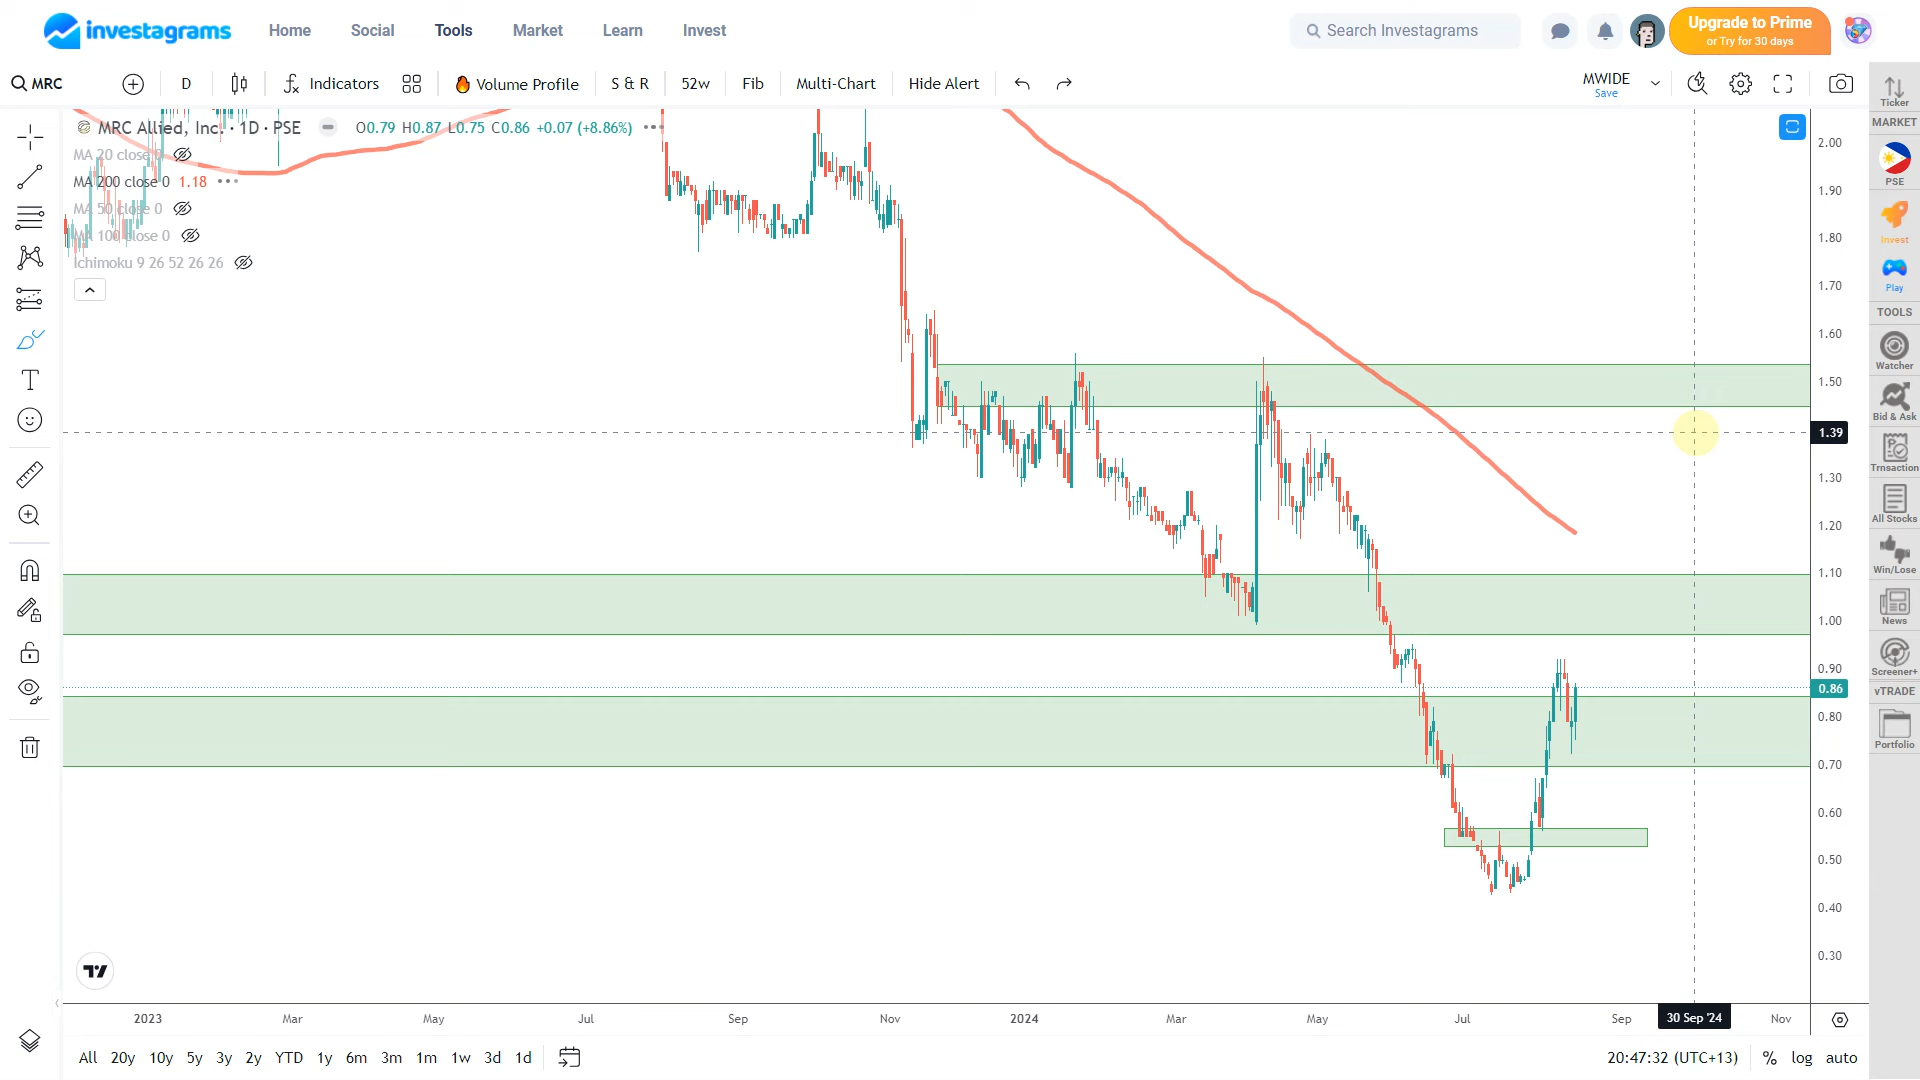 investagrams Home Social Tools Market Learn Invest Search Investagrams Upgrade to Prime
or Try for 30 days
MRC D Indicators Volume Profile S & R 52w Fib Multi-Chart Hide Alert MWIDE
Save
Ticker
MARKET
PSE
Invest
Play
TOOLS
Watcher
Bid & Ask
Trnsaction
All Stocks
Win/Lose
News
Screener+
vTRADE
Portfolio
MRC Allied, Inc. · 1D · PSE O0.79 H0.87 L0.75 C0.86 +0.07 (+8.86%)
MA 20 close 0
MA 200 close 0 1.18
MA 50 close 0
MA 100 close 0
Ichimoku 9 26 52 26 26
2.00
1.90
1.80
1.70
1.60
1.50
1.39
1.30
1.20
1.10
1.00
0.90
0.86
0.80
0.70
0.60
0.50
0.40
0.30
2023 Mar May Jul Sep Nov 2024 Mar May Jul Sep 30 Sep '24 Nov
All 20y 10y 5y 3y 2y YTD 1y 6m 3m 1m 1w 3d 1d 20:47:32 (UTC+13) % log auto